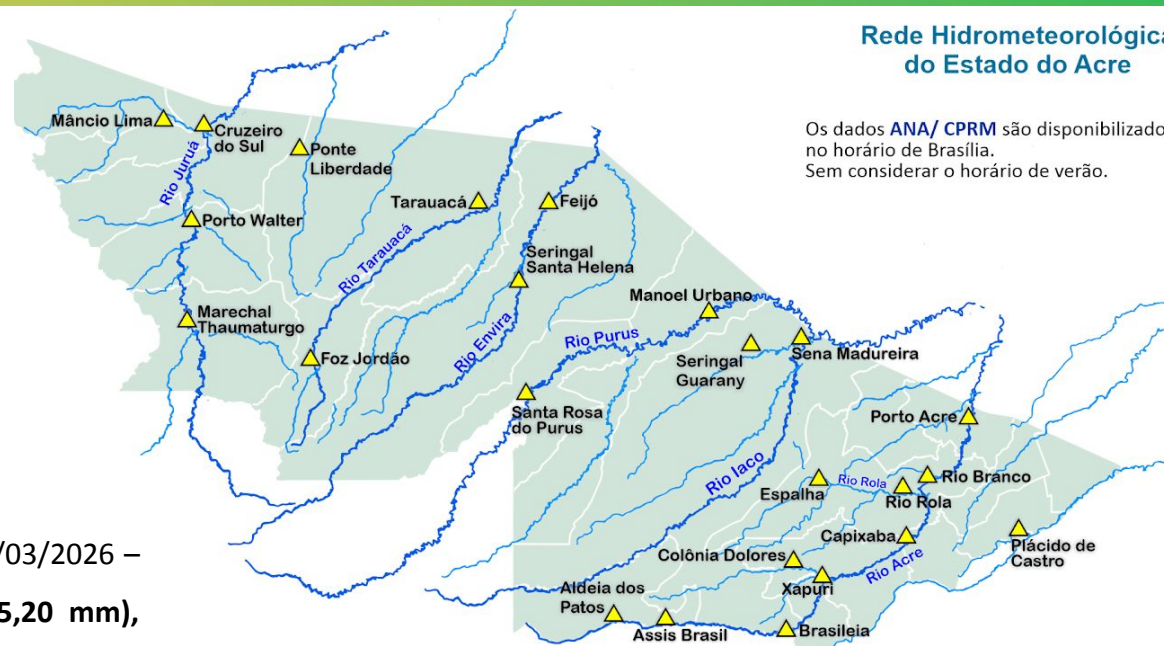 Rede Hidrometeorológica
do Estado do Acre
Os dados ANA/ CPRM são disponibilizado
no horário de Brasília.
Sem considerar o horário de verão.
Mâncio Lima
Cruzeiro
do Sul
Ponte
Liberdade
Rio Juruá
Porto Walter
Tarauacá
Feijó
Rio Tarauacá
Seringal
Santa Helena
Marechal
Thaumaturgo
Foz Jordão
Rio Envira
Manoel Urbano
Rio Purus
Seringal
Guarany
Sena Madureira
Santa Rosa
do Purus
Porto Acre
Rio Iaco
Espalha
Rio Rola
Rio Rola
Rio Branco
Capixaba
Plácido de
Castro
Colônia Dolores
Rio Acre
Xapuri
Aldeia dos
Patos
Assis Brasil
Brasileia
/03/2026 –
5,20 mm),